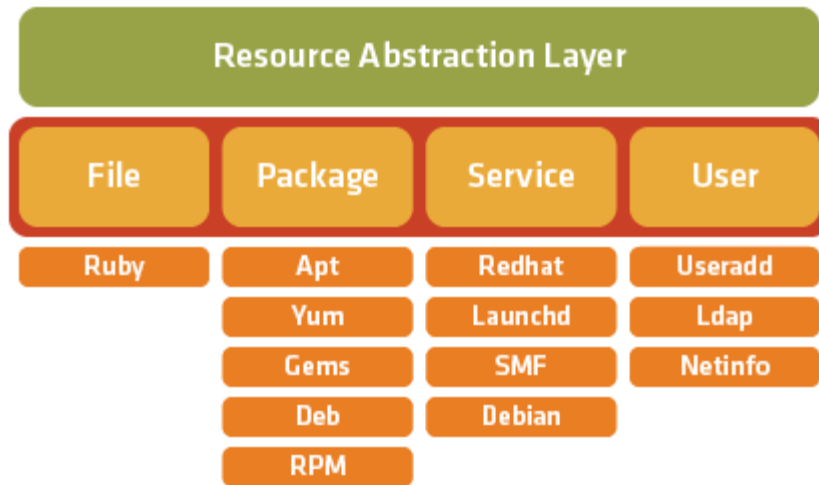 Resource Abstraction Layer
File
Package
Service
User
Ruby
Apt
Redhat
Useradd
Yum
Launchd
Ldap
Gems
SMF
Netinfo
Deb
Debian
RPM